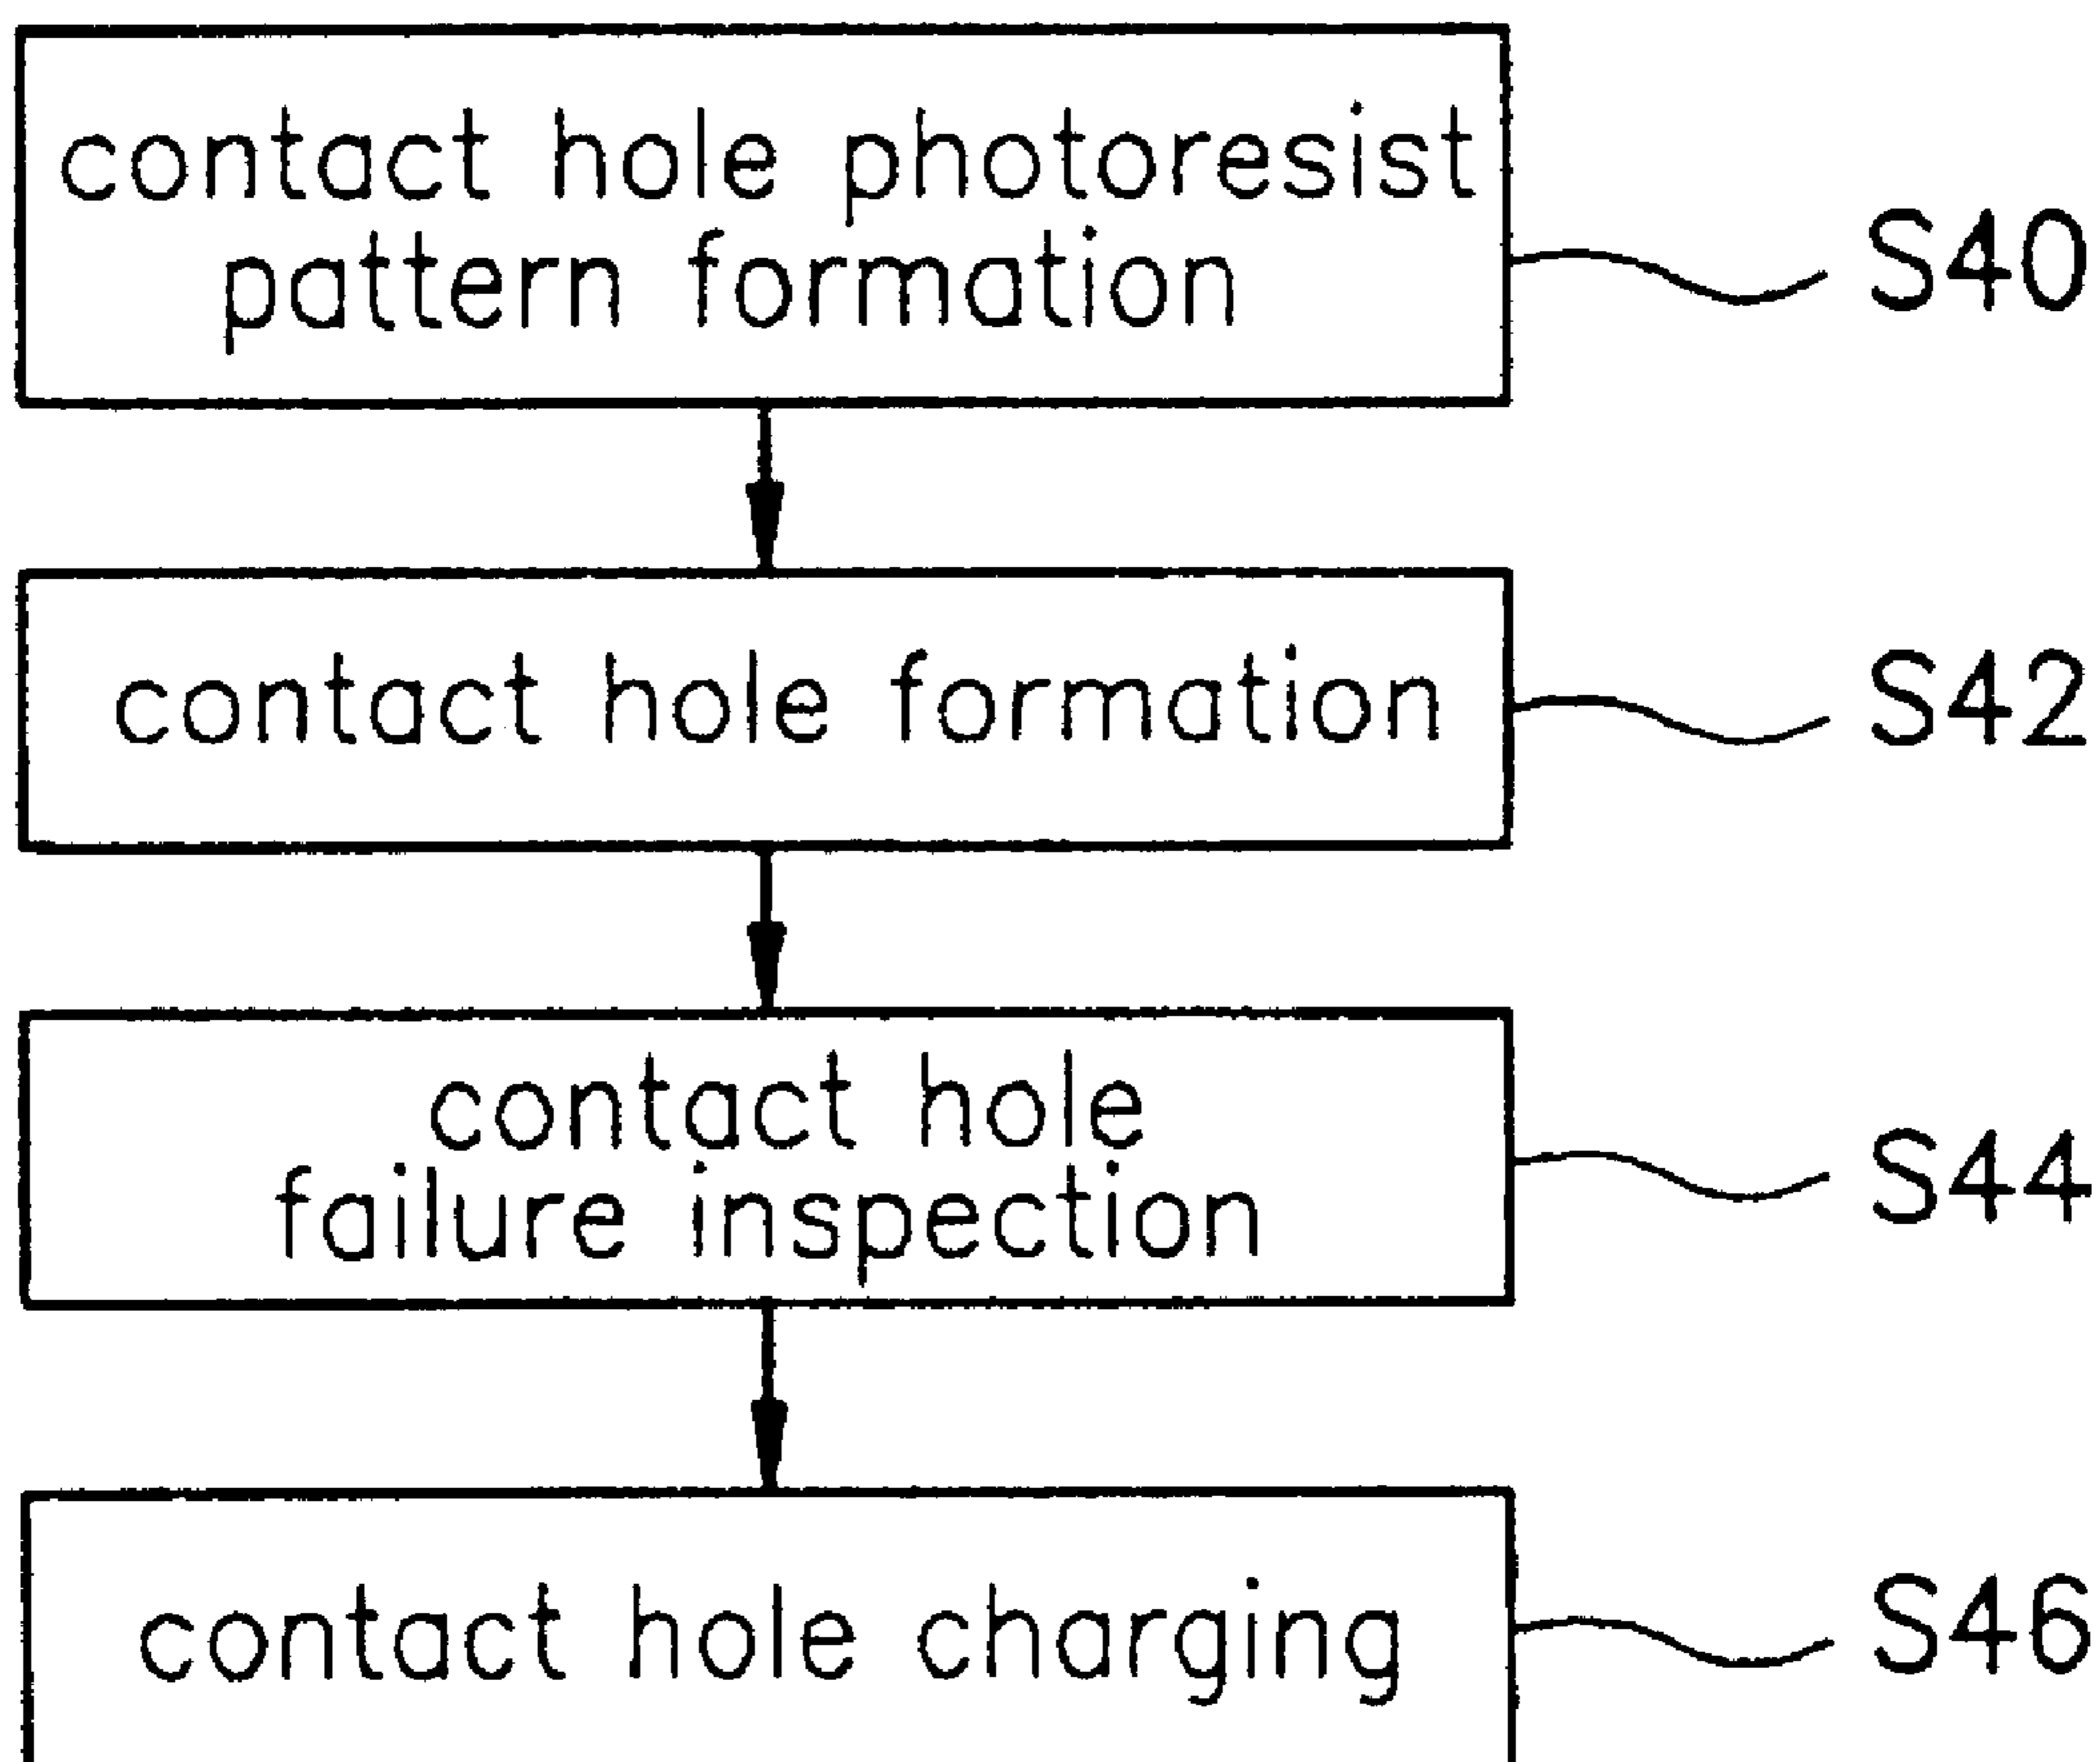 contact hole photoresist
pattern formation
S40
contact hole formation
S42
contact hole
failure inspection
S44
contact hole charging
S46